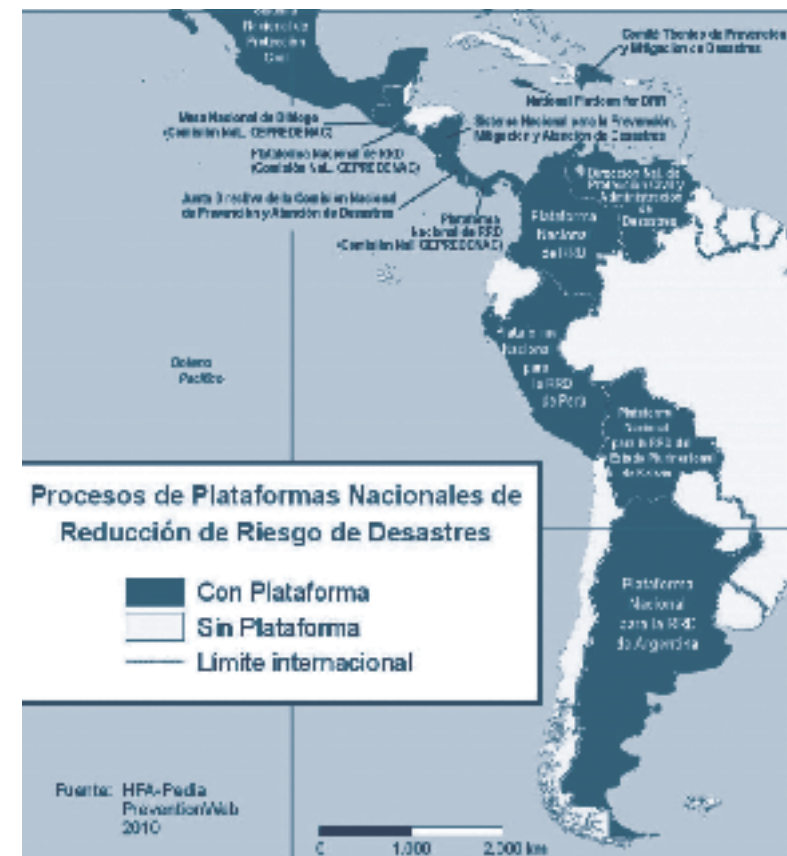 Nacional de
Protección
Civil
Comité Técnico de Prevención
y Mitigación de Desastres
National Platform for DRR
Mesa Nacional de Diálogo
(Comisión Nal. CEPREDENAC)
Sistema Nacional para la Prevención,
Mitigación y Atención de Desastres
Plataforma Nacional de RRD
(Comisión Nal. CEPREDENAC)
Junta Directiva de la Comisión Nacional
de Prevención y Atención de Desastres
Plataforma
Nacional de RRD
(Comisión Nal. CEPREDENAC)
Dirección Nal. de
Protección Civil y
Administración
de
Desastres
Plataforma
Nacional
de RRD
Plataforma
Nacional
para
la RRD
de Perú
Océano
Pacífico
Plataforma
Nacional
para la RRD del
Estado Plurinacional
de Bolivia
Plataforma
Nacional
para la RRD
de Argentina
Procesos de Plataformas Nacionales de
Reducción de Riesgo de Desastres
Con Plataforma
Sin Plataforma
Límite internacional
Fuente: HFA-Pedia
PreventionWeb
2010
0 1,000 2,000 km